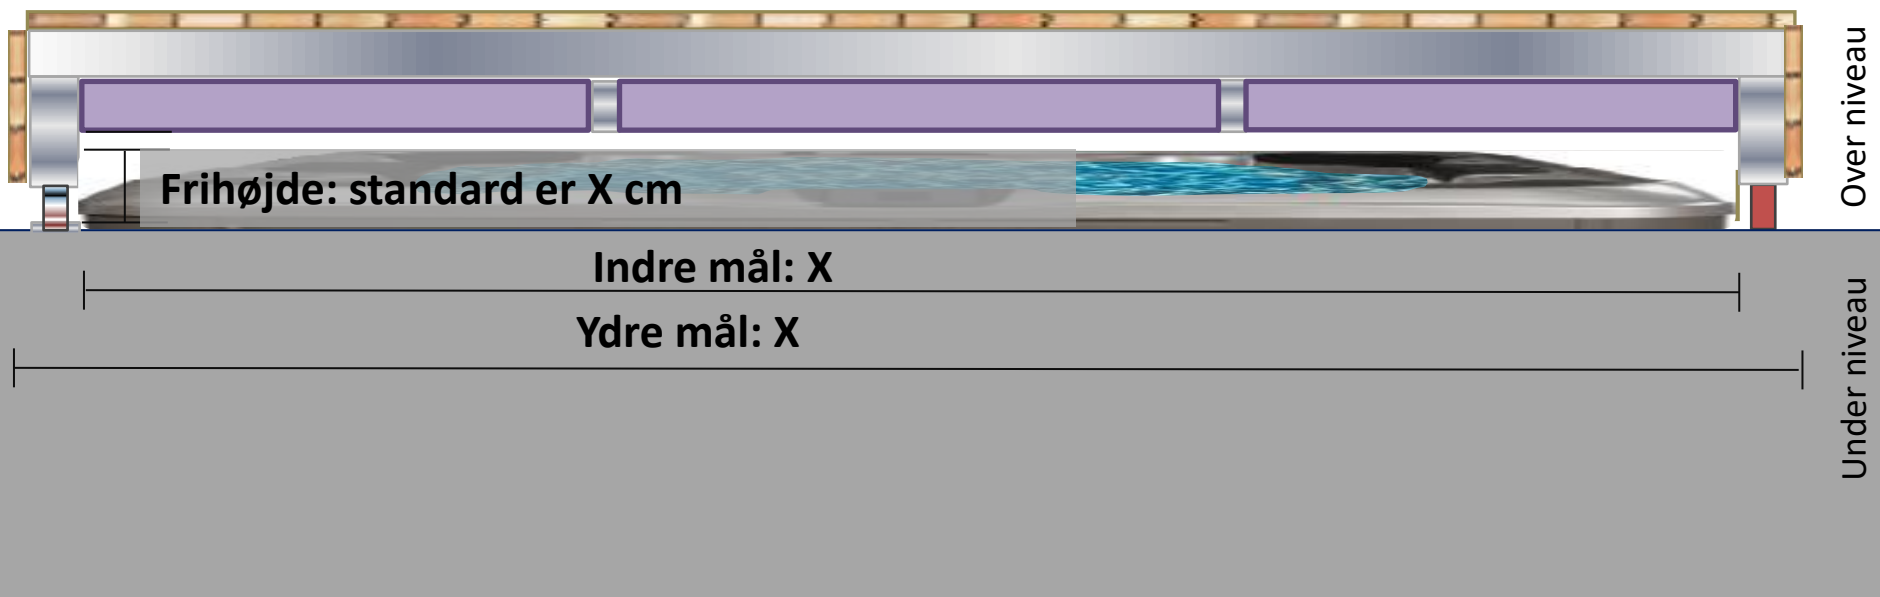 Over niveau
Frihøjde: standard er X cm
Indre mål: X
Ydre mål: X
Under niveau